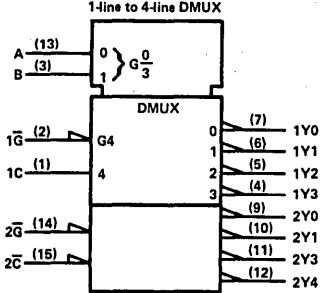 1-line to 4-line DMUX
A (13) 0 } G 0/3
B (3) 1
DMUX
1G̅ (2) G4
1C (1) 4
0 (7) 1Y0
1 (6) 1Y1
2 (5) 1Y2
3 (4) 1Y3
2G̅ (14)
2C̅ (15)
(9) 2Y0
(10) 2Y1
(11) 2Y3
(12) 2Y4